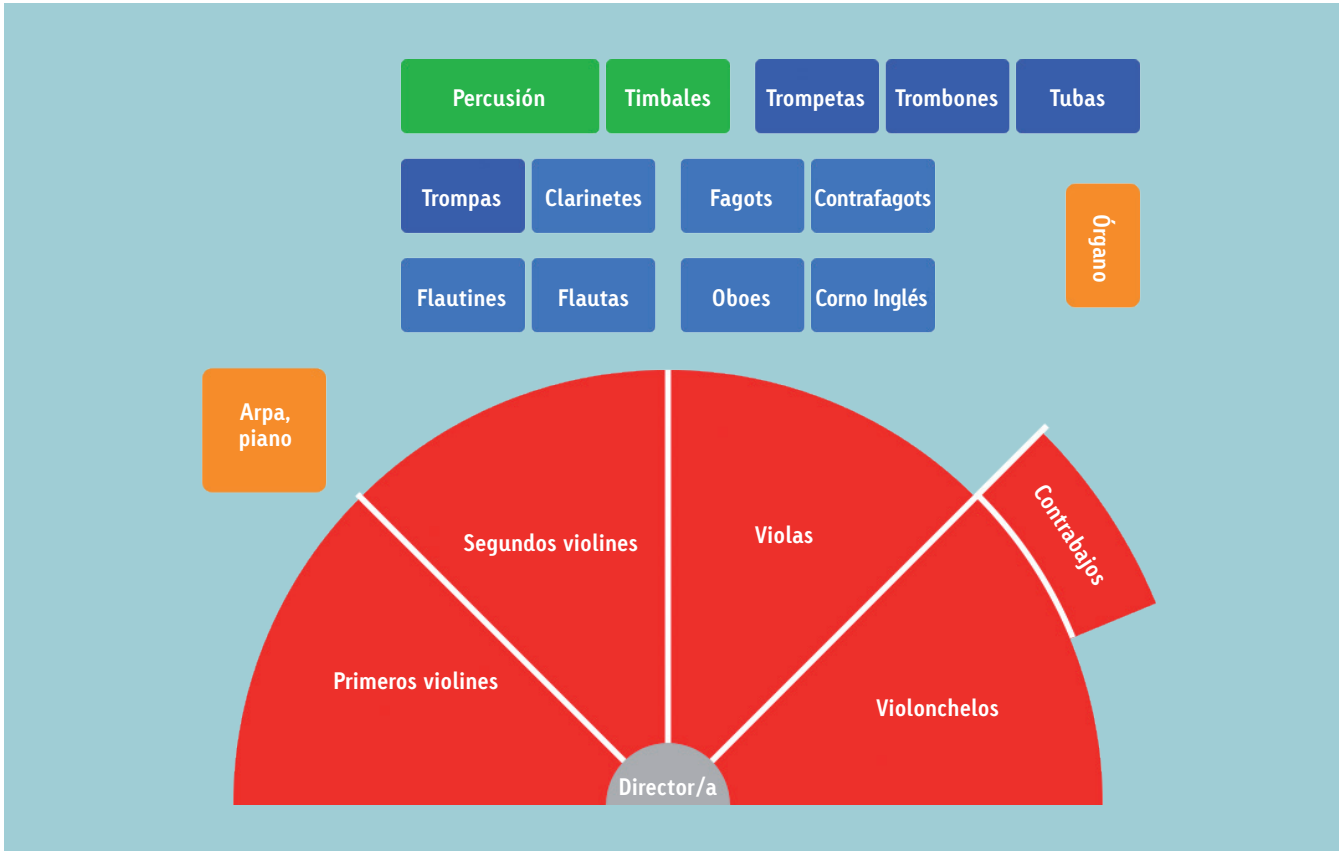 Percusión
Timbales
Trompetas
Trombones
Tubas
Trompas
Clarinetes
Fagots
Contrafagots
Órgano
Flautines
Flautas
Oboes
Corno Inglés
Arpa,
piano
Segundos violines
Violas
Contrabajos
Primeros violines
Violonchelos
Director/a